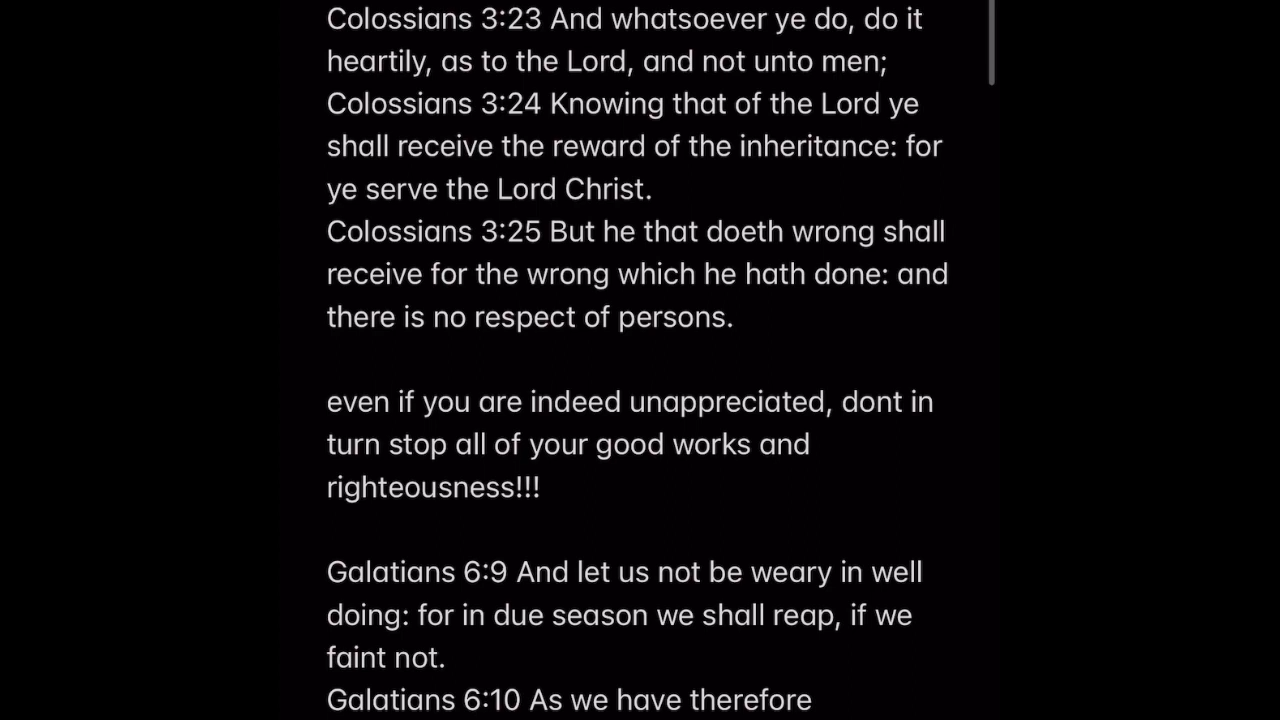 Colossians 3:23 And whatsoever ye do, do it
heartily, as to the Lord, and not unto men;
Colossians 3:24 Knowing that of the Lord ye
shall receive the reward of the inheritance: for
ye serve the Lord Christ.
Colossians 3:25 But he that doeth wrong shall
receive for the wrong which he hath done: and
there is no respect of persons.
even if you are indeed unappreciated, dont in
turn stop all of your good works and
righteousness!!!
Galatians 6:9 And let us not be weary in well
doing: for in due season we shall reap, if we
faint not.
Galatians 6:10 As we have therefore